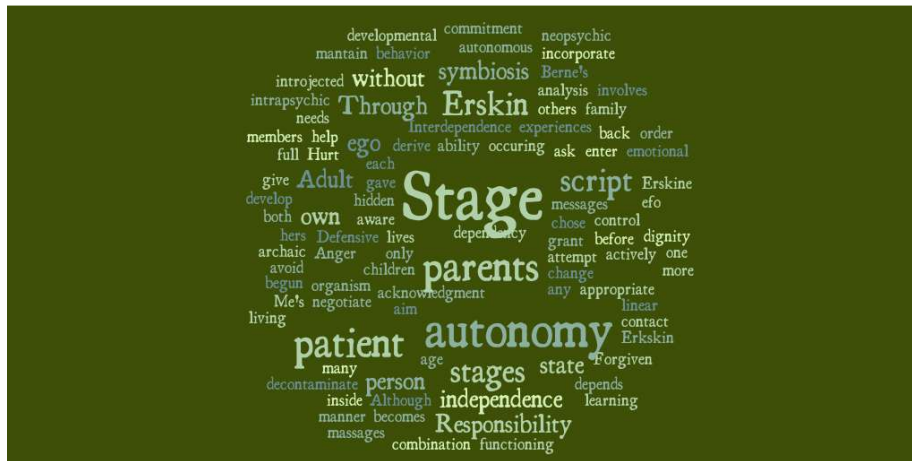 developmental commitment neopsychic
mantain behavior autonomous incorporate
introjected without symbiosis Berne's
intrapsychic Through Erskin analysis involves
needs others family
members help ego Interdependence experiences back order
full Hurt derive ability occuring ask enter emotional
each
give Adult gave Stage script Erskine
develop hidden messages efo
both own aware chose control
hers Defensive lives dependency grant before dignity
archaic Anger only parents attempt actively one
avoid children change more
begun organism acknowledgment any appropriate
Me's negotiate aim linear
living autonomy contact
patient Erkskin
many age stages state Forgiven
decontaminate person depends
inside Although independence learning
manner becomes Responsibility
massages
combination functioning